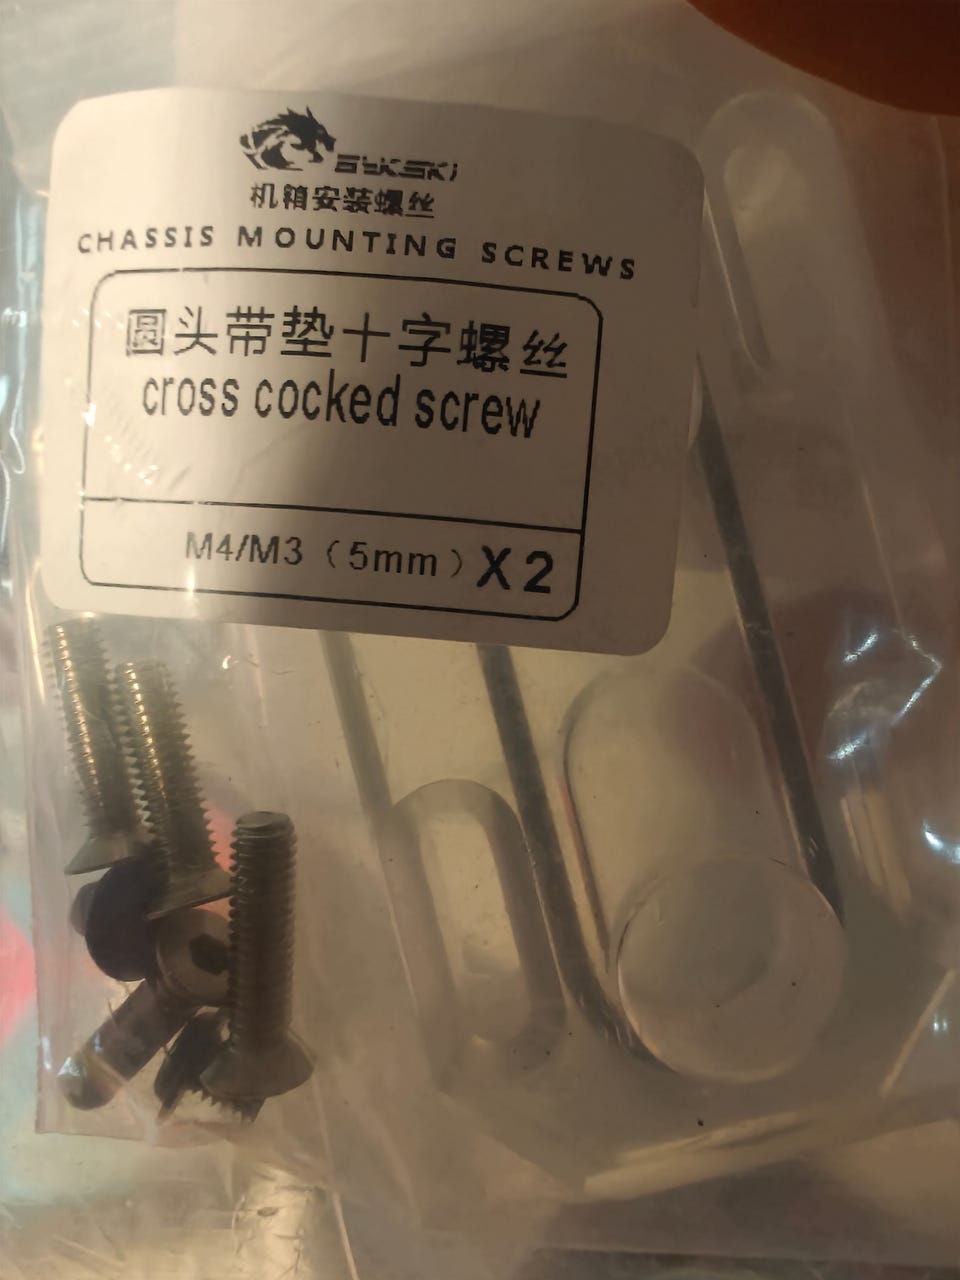 BYKSKI
机箱安装螺丝
CHASSIS MOUNTING SCREWS
圆头带垫十字螺丝
cross cocked screw
M4/M3（5mm）X2